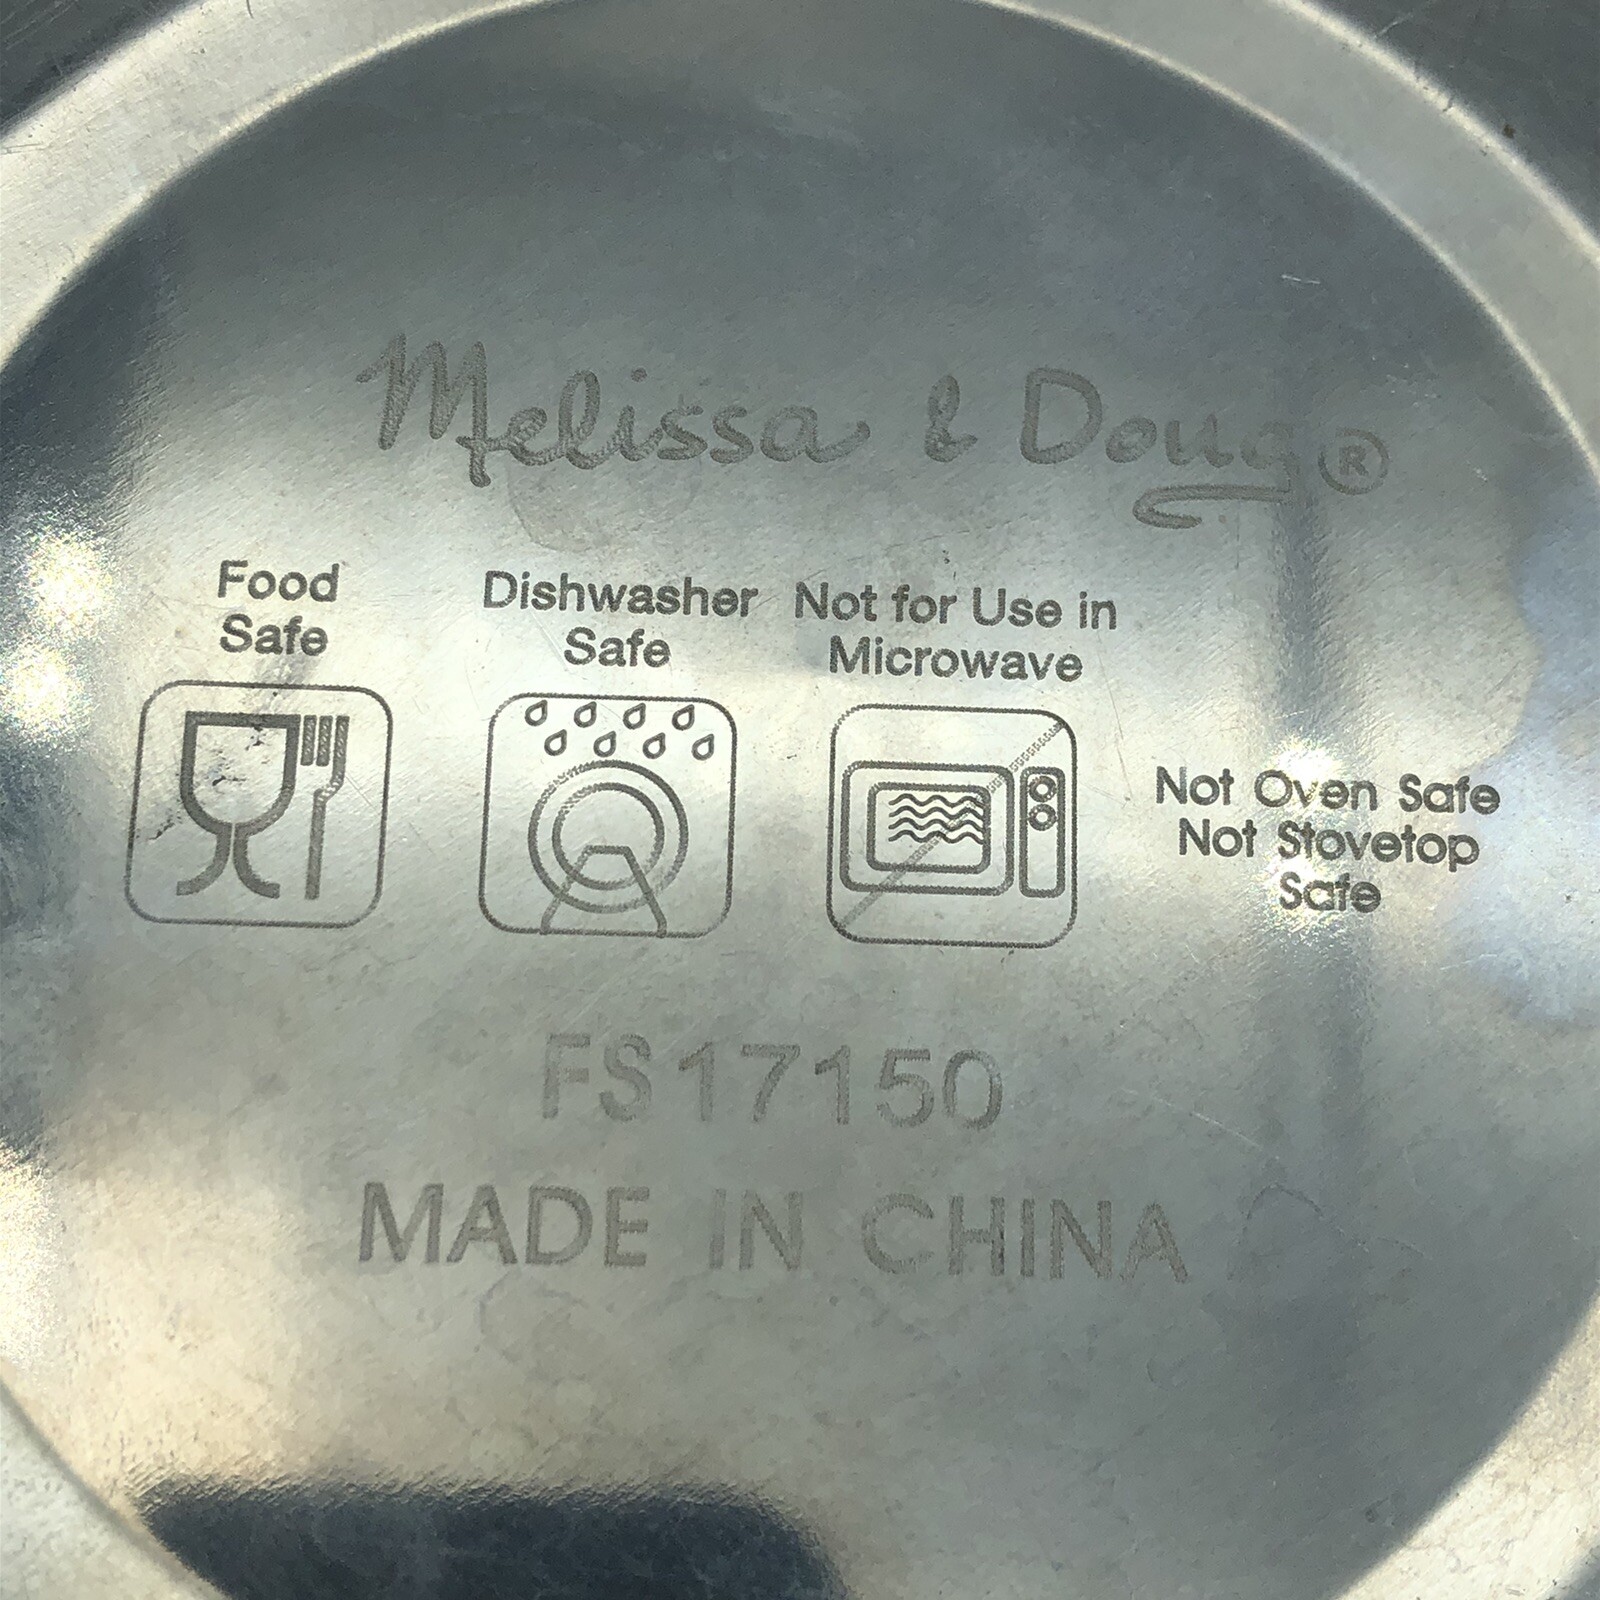 Melissa & Doug®
Food
Safe
Dishwasher
Safe
Not for Use in
Microwave
Not Oven Safe
Not Stovetop
Safe
FS17150
MADE IN CHINA